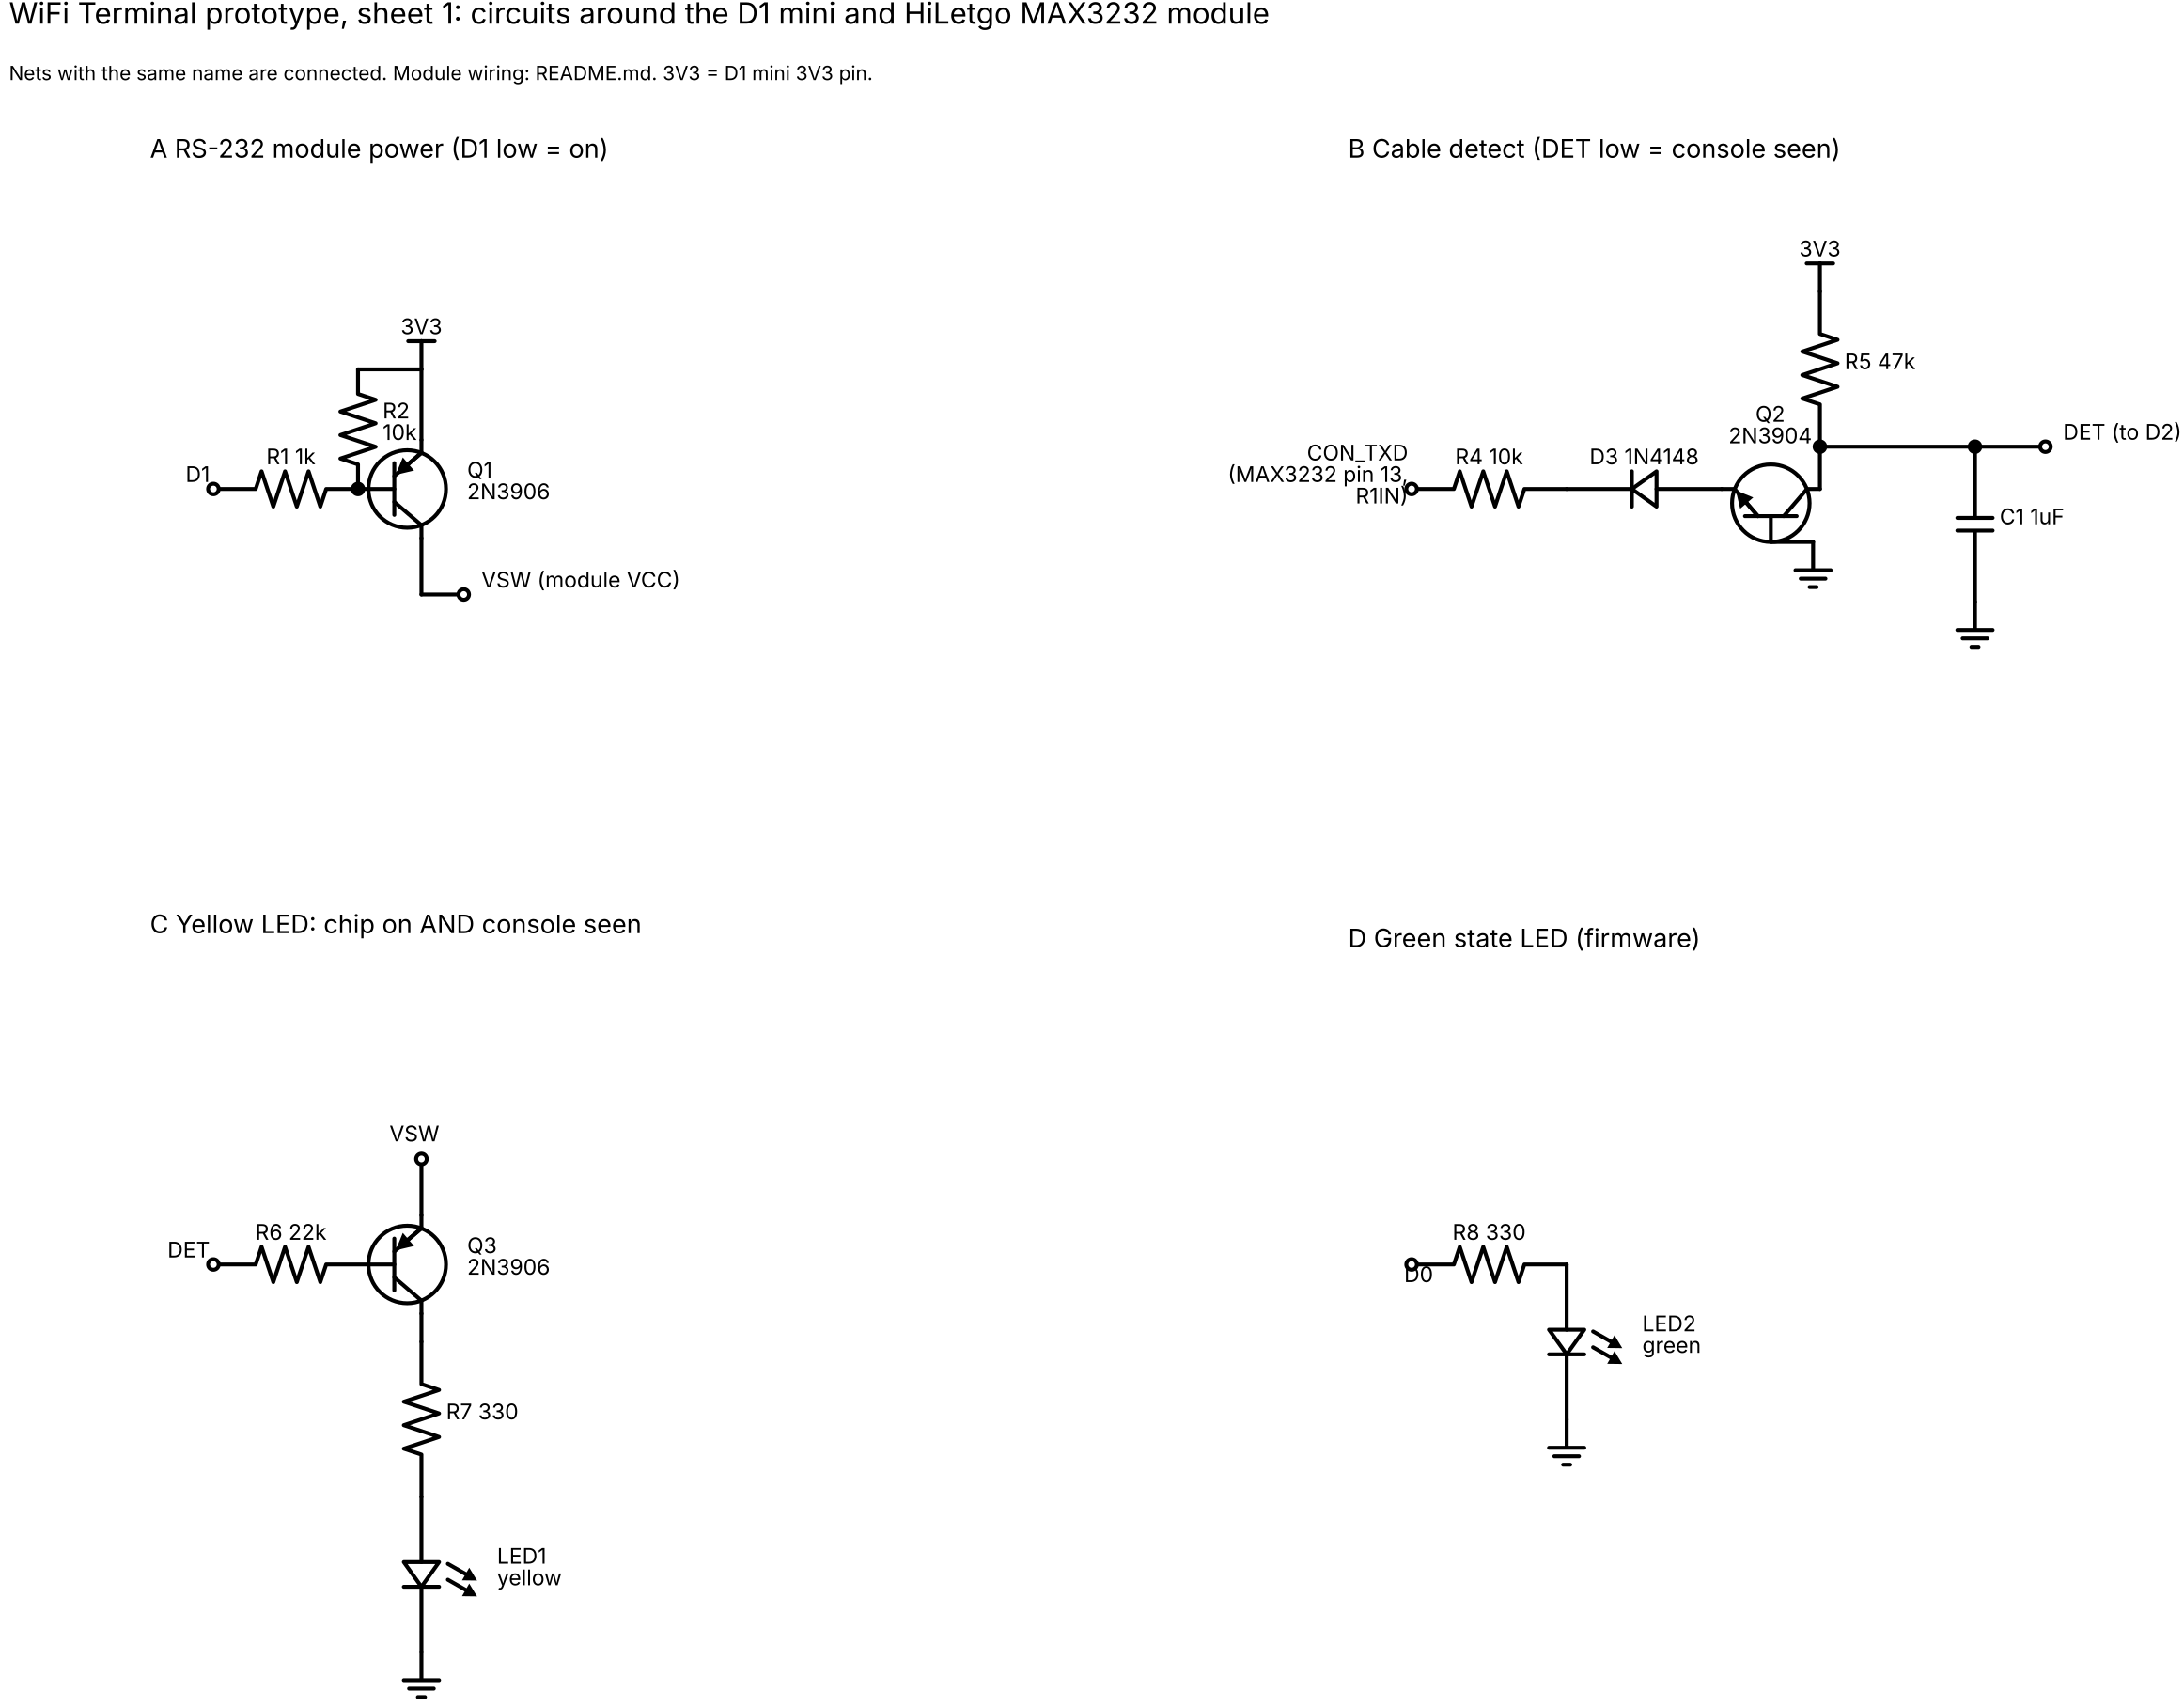 WiFi Terminal prototype, sheet 1: circuits around the D1 mini and HiLetgo MAX3232 module
Nets with the same name are connected. Module wiring: README.md. 3V3 = D1 mini 3V3 pin.
A RS-232 module power (D1 low = on)
3V3
R2
10k
R1 1k
D1
Q1
2N3906
VSW (module VCC)
B Cable detect (DET low = console seen)
3V3
R5 47k
Q2
2N3904
DET (to D2)
CON_TXD
(MAX3232 pin 13,
R1IN)
R4 10k
D3 1N4148
C1 1uF
C Yellow LED: chip on AND console seen
VSW
R6 22k
DET
Q3
2N3906
R7 330
LED1
yellow
D Green state LED (firmware)
R8 330
D0
LED2
green